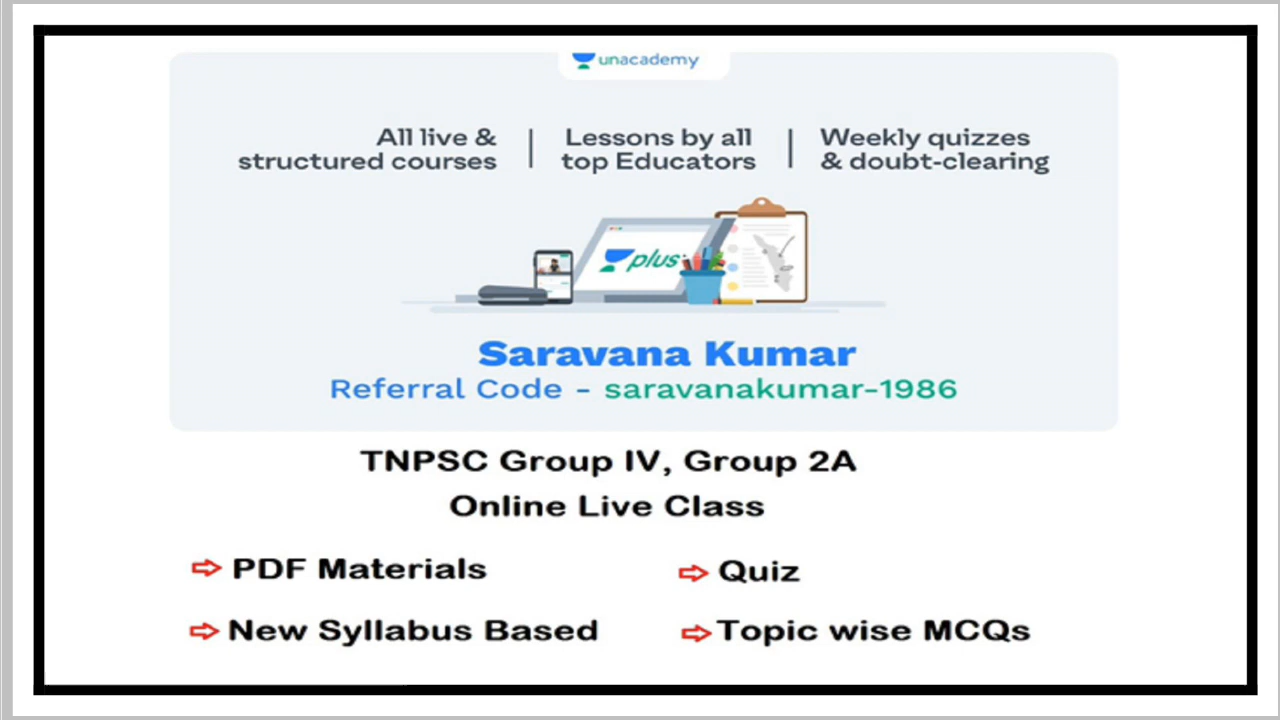 unacademy
All live &
structured courses
Lessons by all
top Educators
Weekly quizzes
& doubt-clearing
plus
Saravana Kumar
Referral Code - saravanakumar-1986
TNPSC Group IV, Group 2A
Online Live Class
⇨ PDF Materials
⇨ Quiz
⇨ New Syllabus Based
⇨ Topic wise MCQs